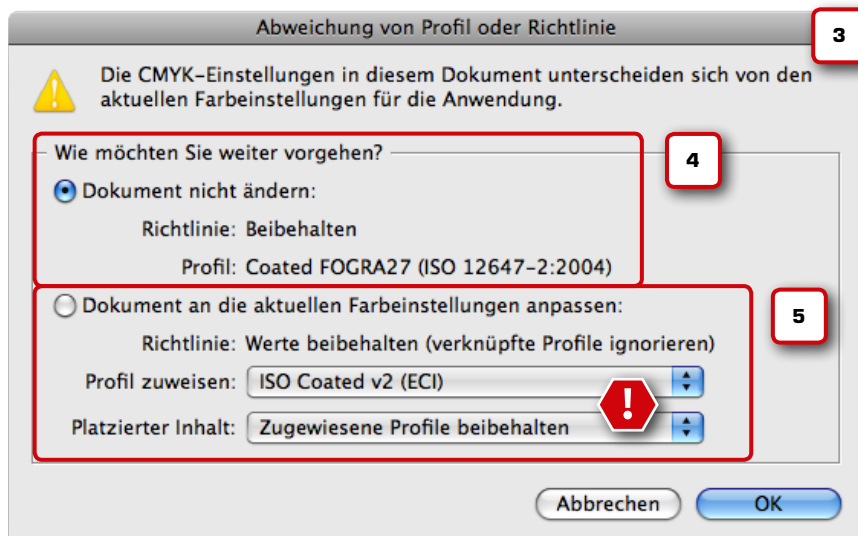 Abweichung von Profil oder Richtlinie
3
Die CMYK-Einstellungen in diesem Dokument unterscheiden sich von den
aktuellen Farbeinstellungen für die Anwendung.
Wie möchten Sie weiter vorgehen?
4
Dokument nicht ändern:
Richtlinie: Beibehalten
Profil: Coated FOGRA27 (ISO 12647-2:2004)
Dokument an die aktuellen Farbeinstellungen anpassen:
5
Richtlinie: Werte beibehalten (verknüpfte Profile ignorieren)
Profil zuweisen: ISO Coated v2 (ECI)
!
Platzierter Inhalt: Zugewiesene Profile beibehalten
Abbrechen OK